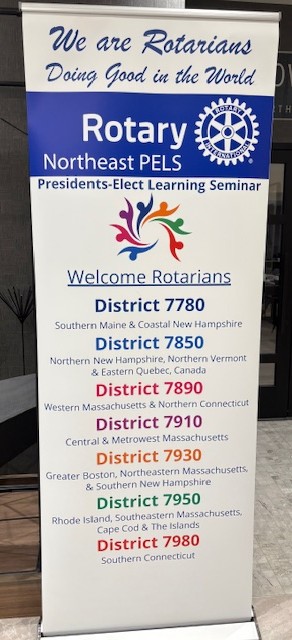 We are Rotarians
Doing Good in the World
Rotary
ROTARY
INTERNATIONAL
Northeast PELS
Presidents-Elect Learning Seminar
Welcome Rotarians
District 7780
Southern Maine & Coastal New Hampshire
District 7850
Northern New Hampshire, Northern Vermont
& Eastern Quebec, Canada
District 7890
Western Massachusetts & Northern Connecticut
District 7910
Central & Metrowest Massachusetts
District 7930
Greater Boston, Northeastern Massachusetts,
& Southern New Hampshire
District 7950
Rhode Island, Southeastern Massachusetts,
Cape Cod & The Islands
District 7980
Southern Connecticut